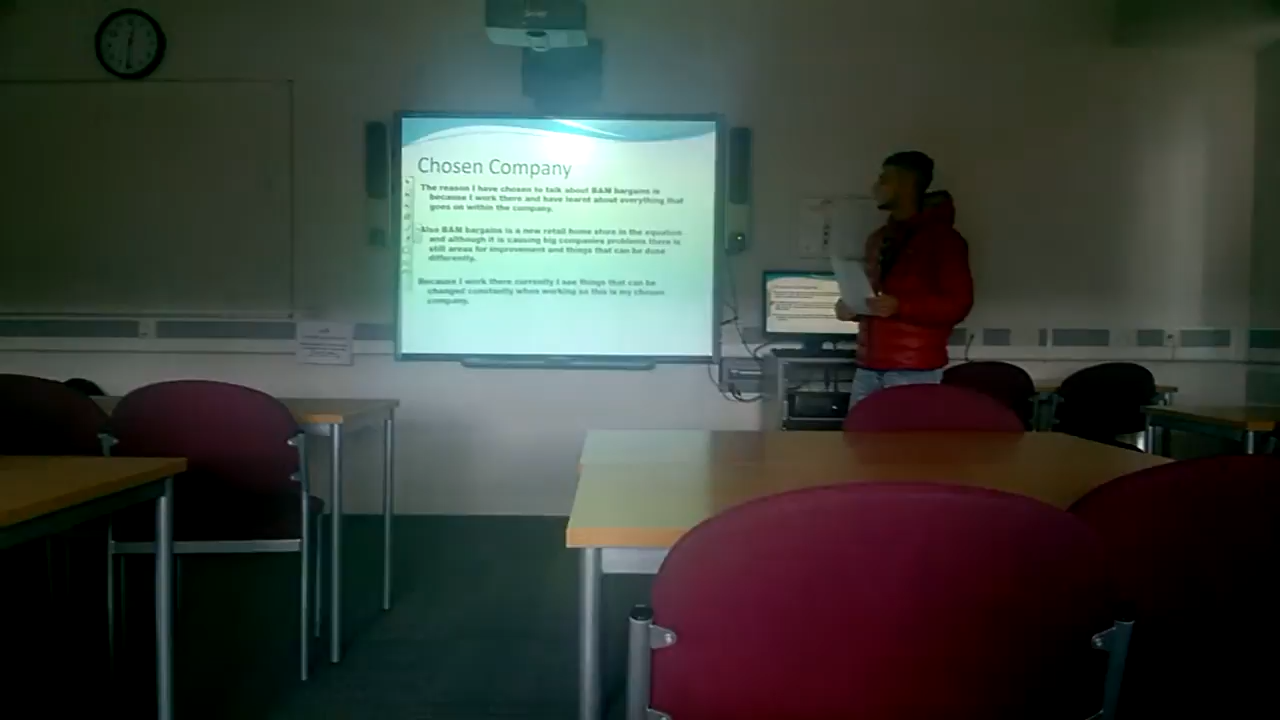 Chosen Company
The reason I have chosen to talk about B&M bargains is
because I work there and have learnt about everything that
goes on within the company.
Also B&M bargains is a new retail home store in the equation
and although it is causing big companies problems there is
still areas for improvement and things that can be done
differently.
Because I work there currently I see things that can be
changed constantly when working so this is my chosen
company.